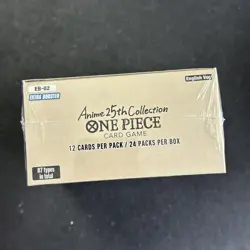 EB-02
EXTRA BOOSTER
English Ver.
Anime 25th Collection
ONE PIECE
CARD GAME
12 CARDS PER PACK / 24 PACKS PER BOX
87 types
in total